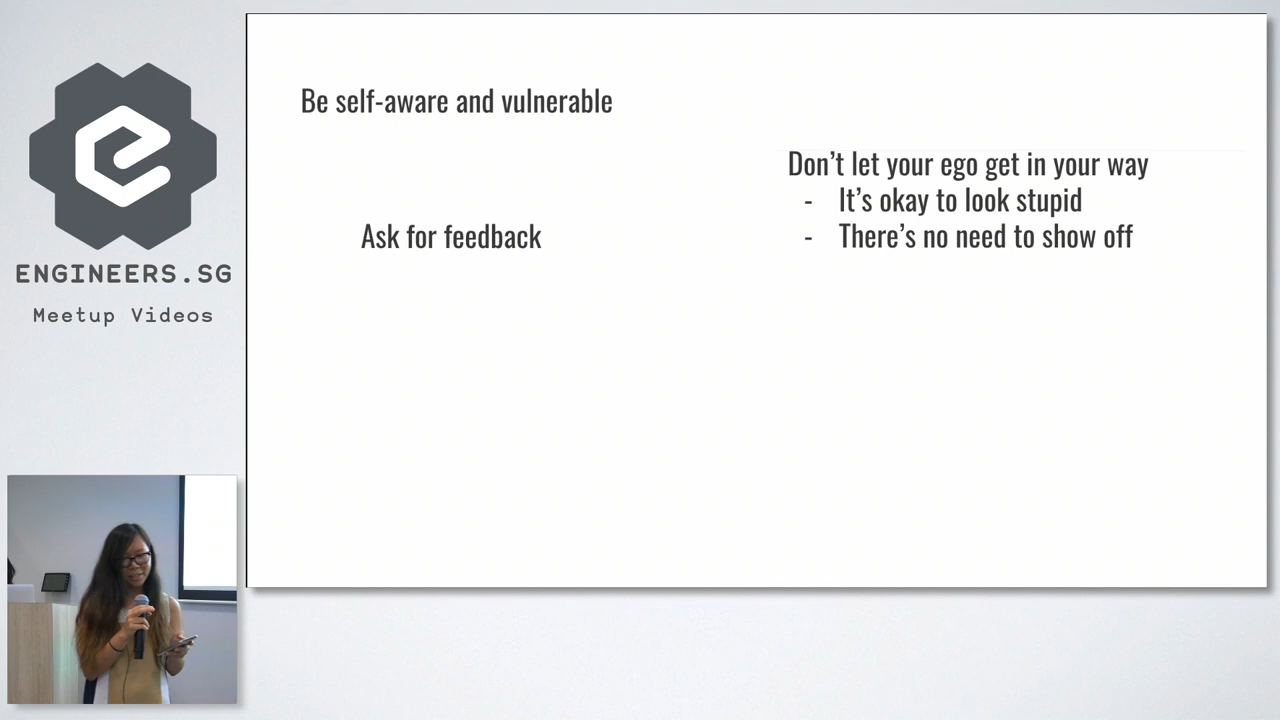 ENGINEERS.SG
Meetup Videos
Be self-aware and vulnerable
Ask for feedback
Don't let your ego get in your way
- It's okay to look stupid
- There's no need to show off